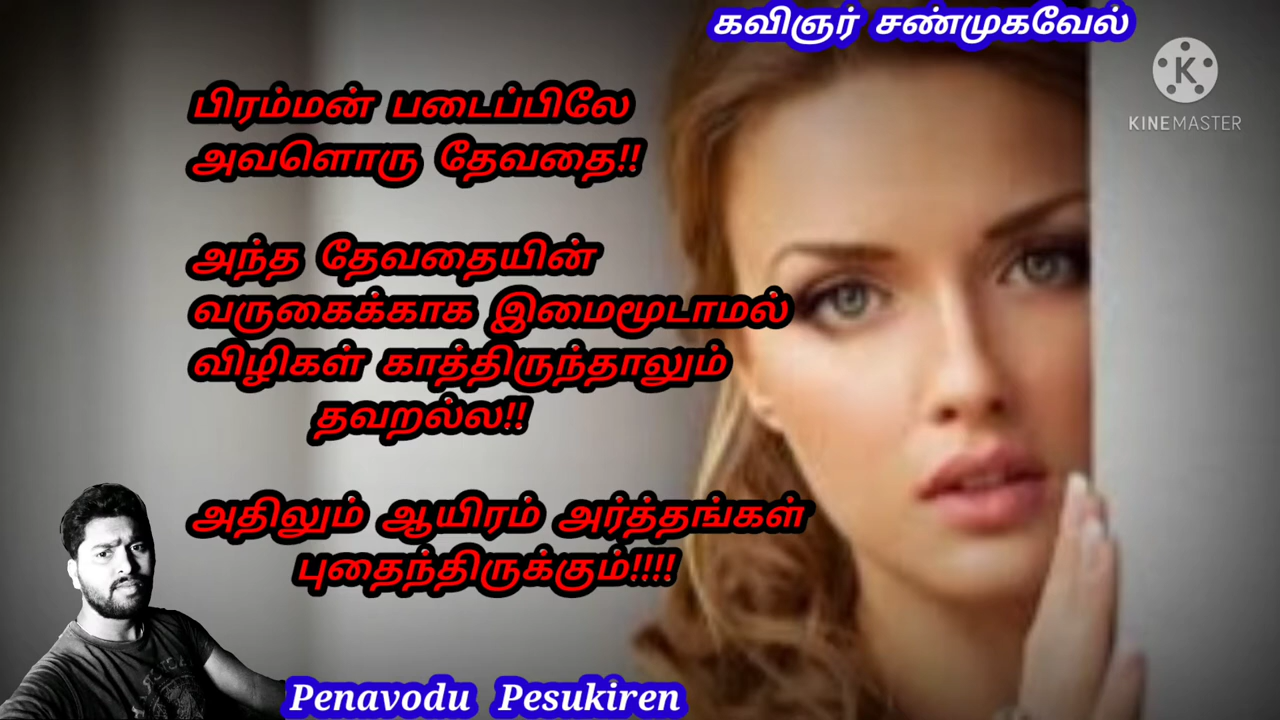 கவிஞர் சண்முகவேல்
KINEMASTER
பிரம்மன் படைப்பிலே
அவளொரு தேவதை!!
அந்த தேவதையின்
வருகைக்காக இமைமூடாமல்
விழிகள் காத்திருந்தாலும்
தவறல்ல!!
அதிலும் ஆயிரம் அர்த்தங்கள்
புதைந்திருக்கும்!!!!
Penavodu Pesukiren